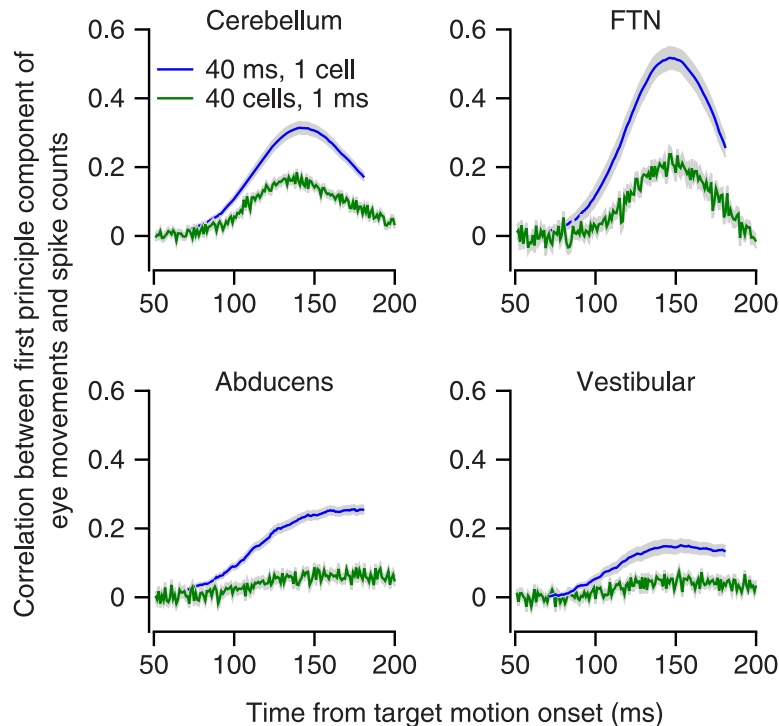 Correlation between first principle component of
eye movements and spike counts
Cerebellum
40 ms, 1 cell
40 cells, 1 ms
0.6
0.4
0.2
0
50 100 150 200
FTN
0.6
0.4
0.2
0
50 100 150 200
Abducens
0.6
0.4
0.2
0
50 100 150 200
Vestibular
0.6
0.4
0.2
0
50 100 150 200
Time from target motion onset (ms)